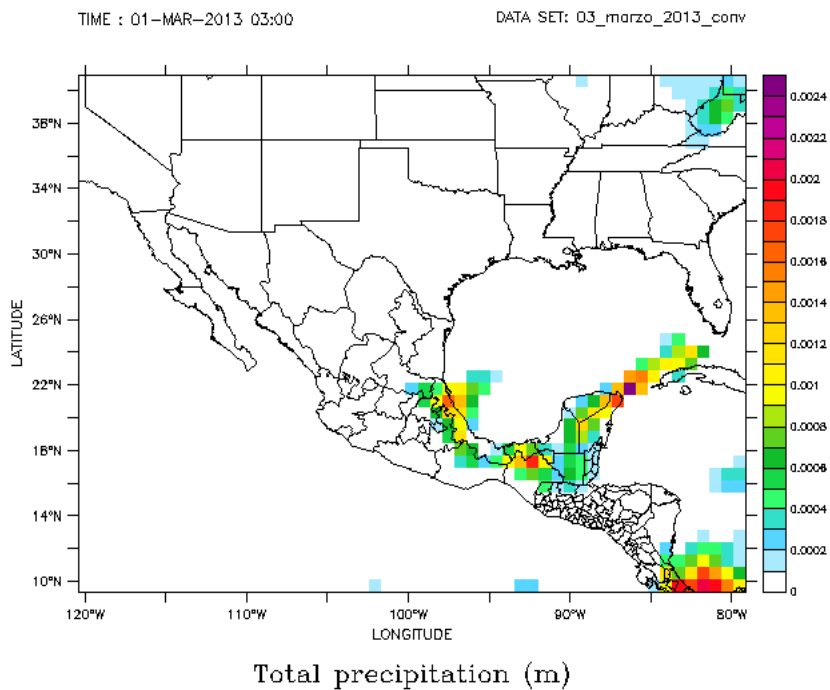 TIME : 01-MAR-2013 03:00
DATA SET: 03_marzo_2013_conv
38°N
34°N
30°N
26°N
22°N
18°N
14°N
10°N
LATITUDE
120°W
110°W
100°W
90°W
80°W
LONGITUDE
0.0024
0.0022
0.002
0.0018
0.0016
0.0014
0.0012
0.001
0.0008
0.0006
0.0004
0.0002
0
Total precipitation (m)